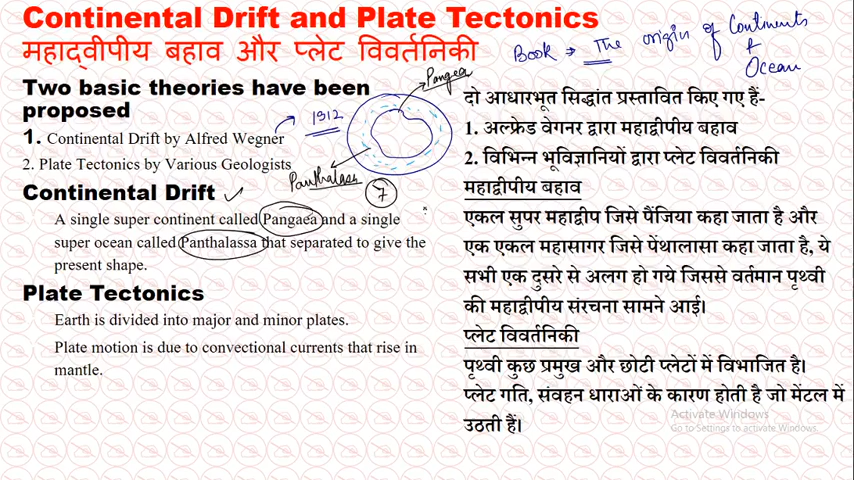 Continental Drift and Plate Tectonics
महाद्वीपीय बहाव और प्लेट विवर्तनिकी
Book → The origin of Continents
&
Ocean
Two basic theories have been
proposed
1. Continental Drift by Alfred Wegner
2. Plate Tectonics by Various Geologists
1912
Pangea
Panthalassa
7
Continental Drift
A single super continent called Pangaea and a single
super ocean called Panthalassa that separated to give the
present shape.
Plate Tectonics
Earth is divided into major and minor plates.
Plate motion is due to convectional currents that rise in
mantle.
दो आधारभूत सिद्धांत प्रस्तावित किए गए हैं-
1. अल्फ्रेड वेगनर द्वारा महाद्वीपीय बहाव
2. विभिन्न भूविज्ञानियों द्वारा प्लेट विवर्तनिकी
महाद्वीपीय बहाव
एकल सुपर महाद्वीप जिसे पैंजिया कहा जाता है और
एक एकल महासागर जिसे पेंथालासा कहा जाता है, ये
सभी एक दुसरे से अलग हो गये जिससे वर्तमान पृथ्वी
की महाद्वीपीय संरचना सामने आई।
प्लेट विवर्तनिकी
पृथ्वी कुछ प्रमुख और छोटी प्लेटों में विभाजित है।
प्लेट गति, संवहन धाराओं के कारण होती है जो मेंटल में
उठती हैं।
Activate Windows
Go to Settings to activate Windows.